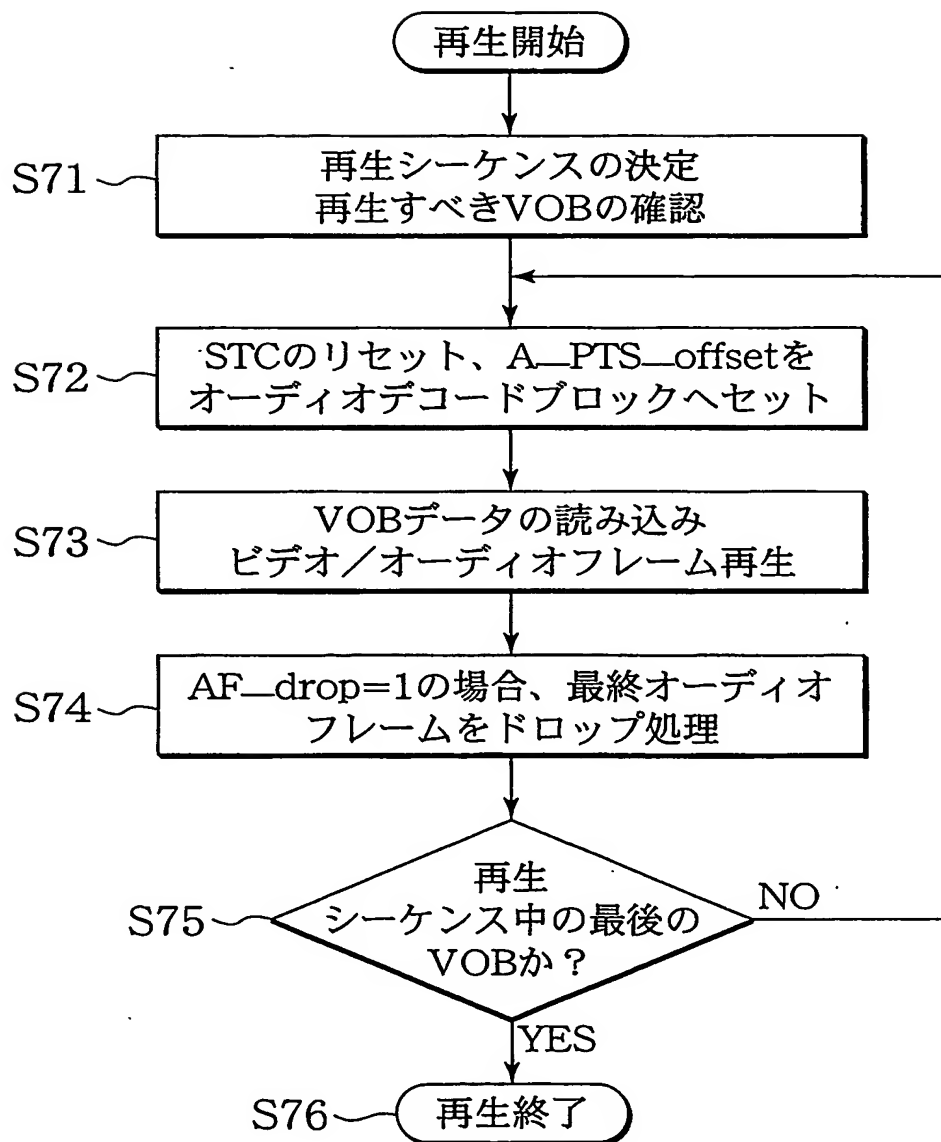 再生開始
S71
再生シーケンスの決定
再生すべきVOBの確認
S72
STCのリセット、A_PTS_offsetを
オーディオデコードブロックへセット
S73
VOBデータの読み込み
ビデオ／オーディオフレーム再生
S74
AF_drop=1の場合、最終オーディオ
フレームをドロップ処理
S75
再生
シーケンス中の最後の
VOBか？
NO
YES
S76
再生終了